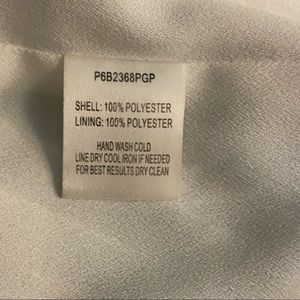 P6B2368PGP
SHELL: 100% POLYESTER
LINING: 100% POLYESTER
HAND WASH COLD
LINE DRY COOL IRON IF NEEDED
FOR BEST RESULTS DRY CLEAN